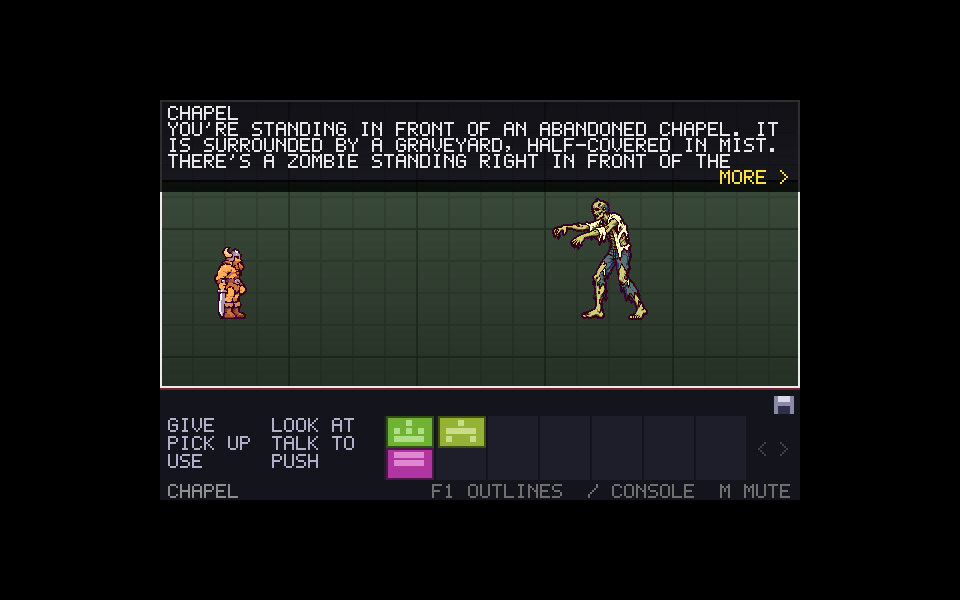 CHAPEL
YOU'RE STANDING IN FRONT OF AN ABANDONED CHAPEL. IT
IS SURROUNDED BY A GRAVEYARD, HALF-COVERED IN MIST.
THERE'S A ZOMBIE STANDING RIGHT IN FRONT OF THE
MORE >
GIVE LOOK AT
PICK UP TALK TO
USE PUSH
< >
CHAPEL F1 OUTLINES / CONSOLE M MUTE